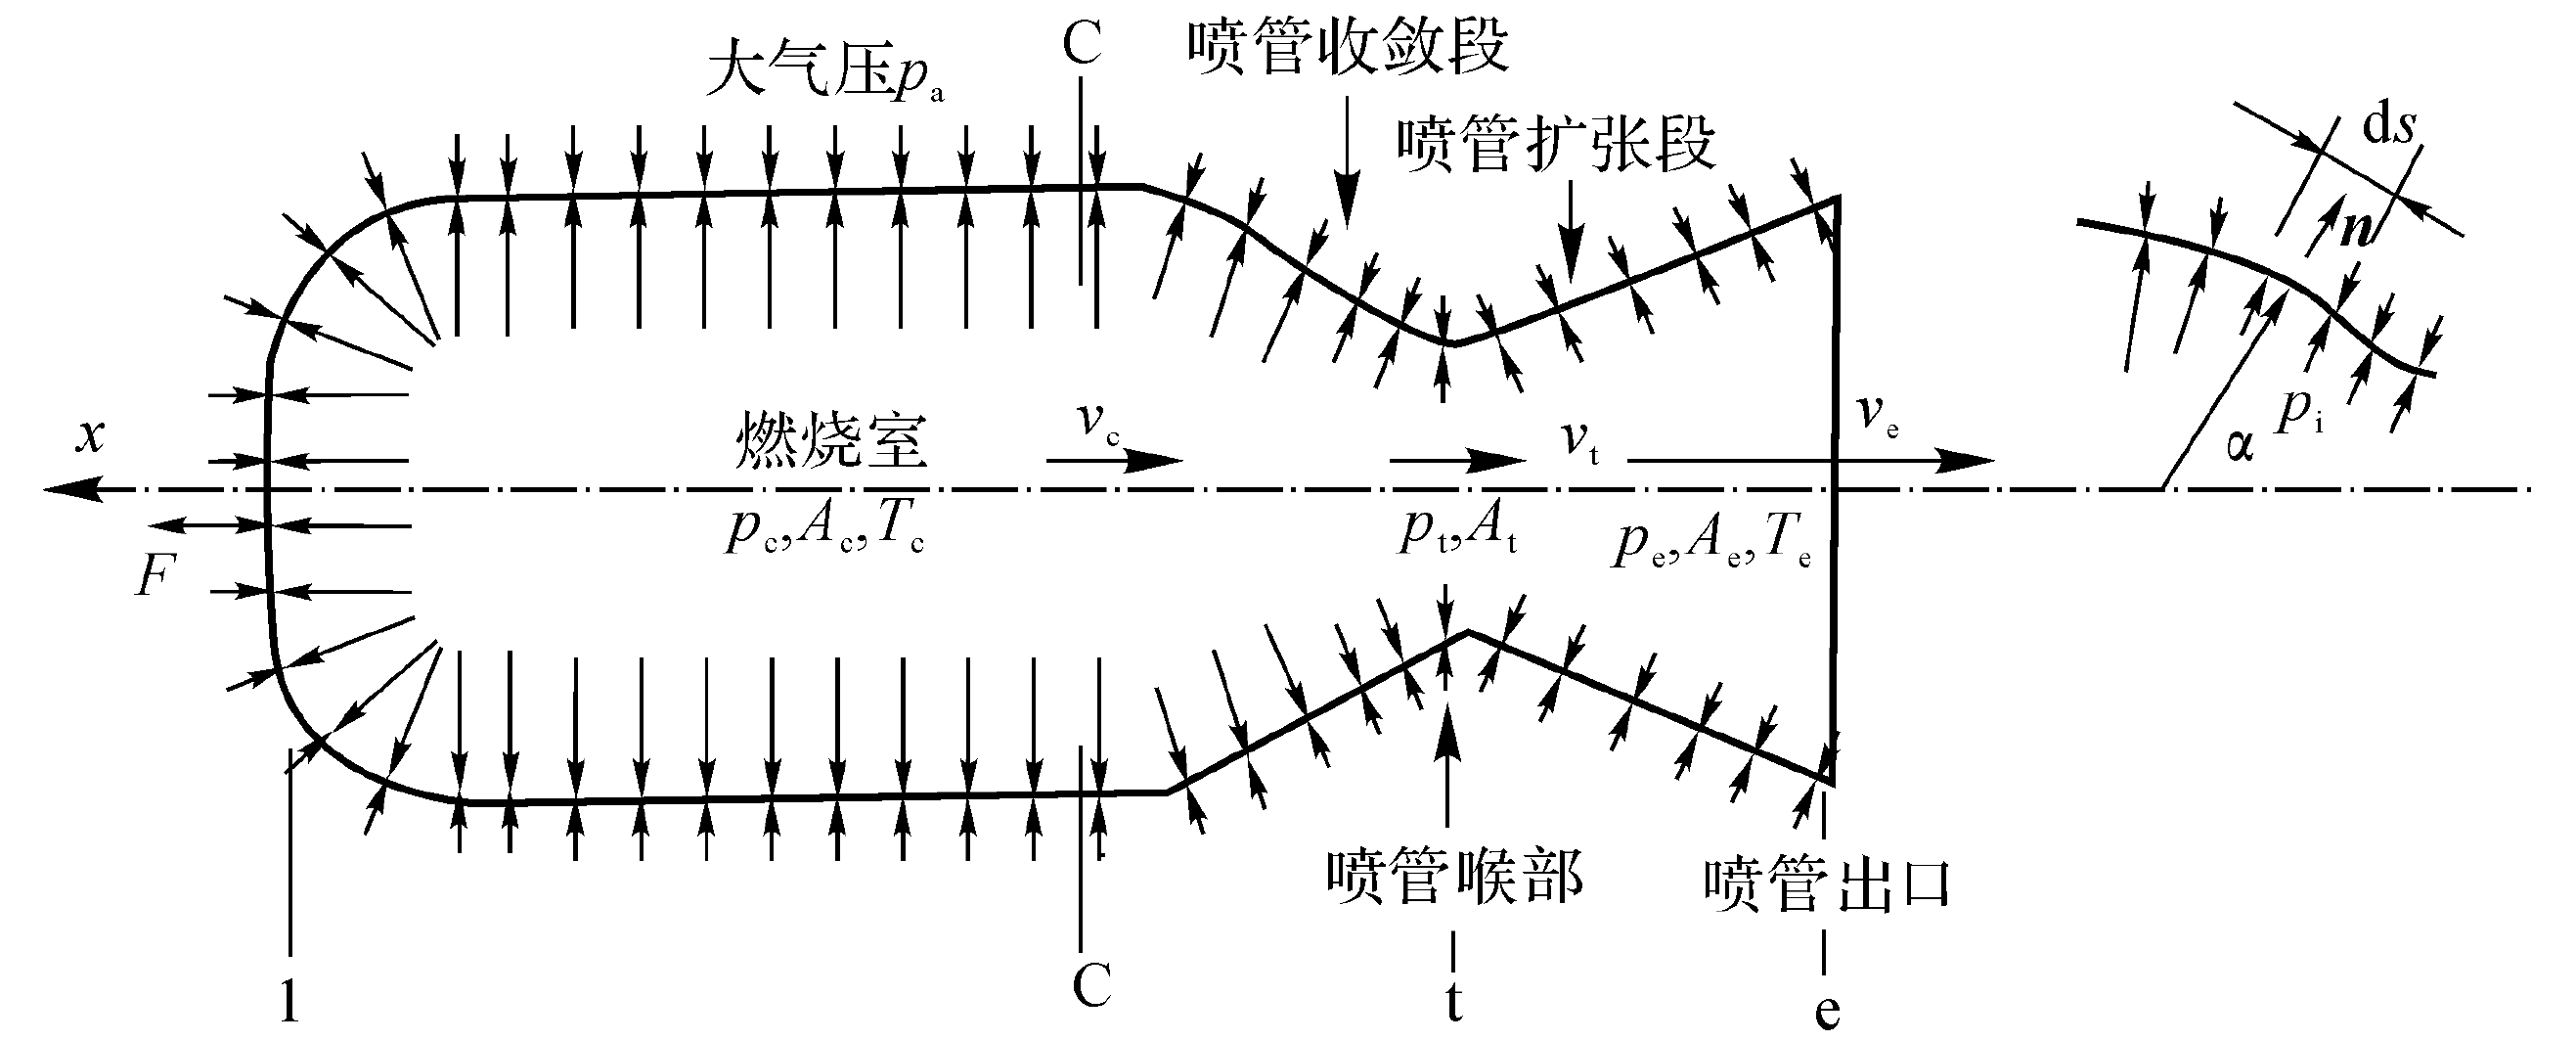 大气压pa
C
喷管收敛段
喷管扩张段
ds
n
x
燃烧室
vc
vt
ve
pi
α
F
pc,Ac,Tc
pt,At
pe,Ae,Te
喷管喉部
喷管出口
1
C
t
e